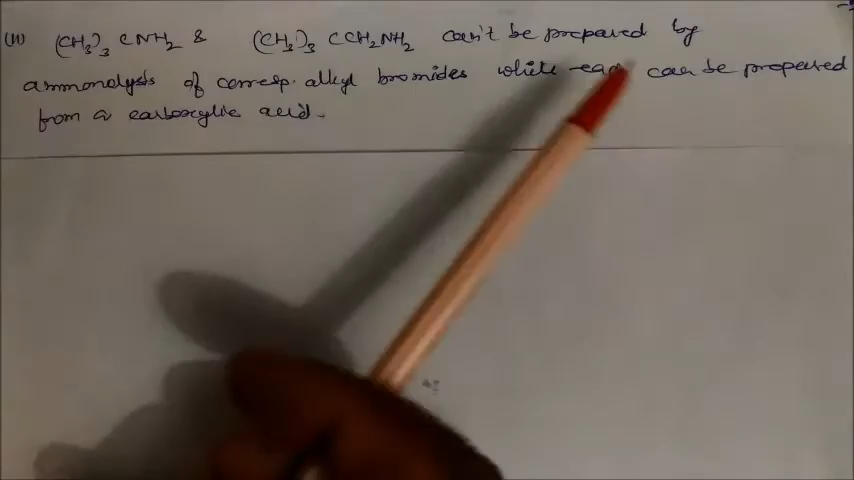 (11) (CH3)3 CNH2 & (CH3)3 CCH2NH2 can't be prepared by
ammonolysis of corresp. alkyl bromides while each can be prepared
from a carboxylic acid.